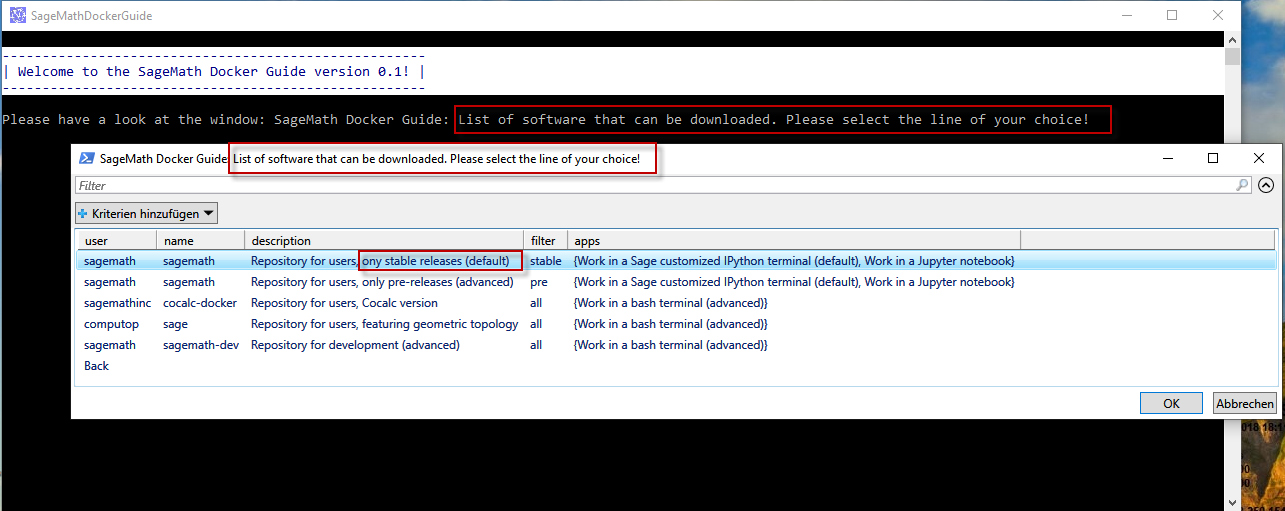 SageMathDockerGuide
-----------------------------------------------------
| Welcome to the SageMath Docker Guide version 0.1! |
-----------------------------------------------------
Please have a look at the window: SageMath Docker Guide: List of software that can be downloaded. Please select the line of your choice!
SageMath Docker Guide List of software that can be downloaded. Please select the line of your choice!
Filter
Kriterien hinzufügen
user name description filter apps
sagemath sagemath Repository for users, ony stable releases (default) stable {Work in a Sage customized IPython terminal (default), Work in a Jupyter notebook}
sagemath sagemath Repository for users, only pre-releases (advanced) pre {Work in a Sage customized IPython terminal (default), Work in a Jupyter notebook}
sagemathinc cocalc-docker Repository for users, Cocalc version all {Work in a bash terminal (advanced)}
computop sage Repository for users, featuring geometric topology all {Work in a bash terminal (advanced)}
sagemath sagemath-dev Repository for development (advanced) all {Work in a bash terminal (advanced)}
Back
OK Abbrechen